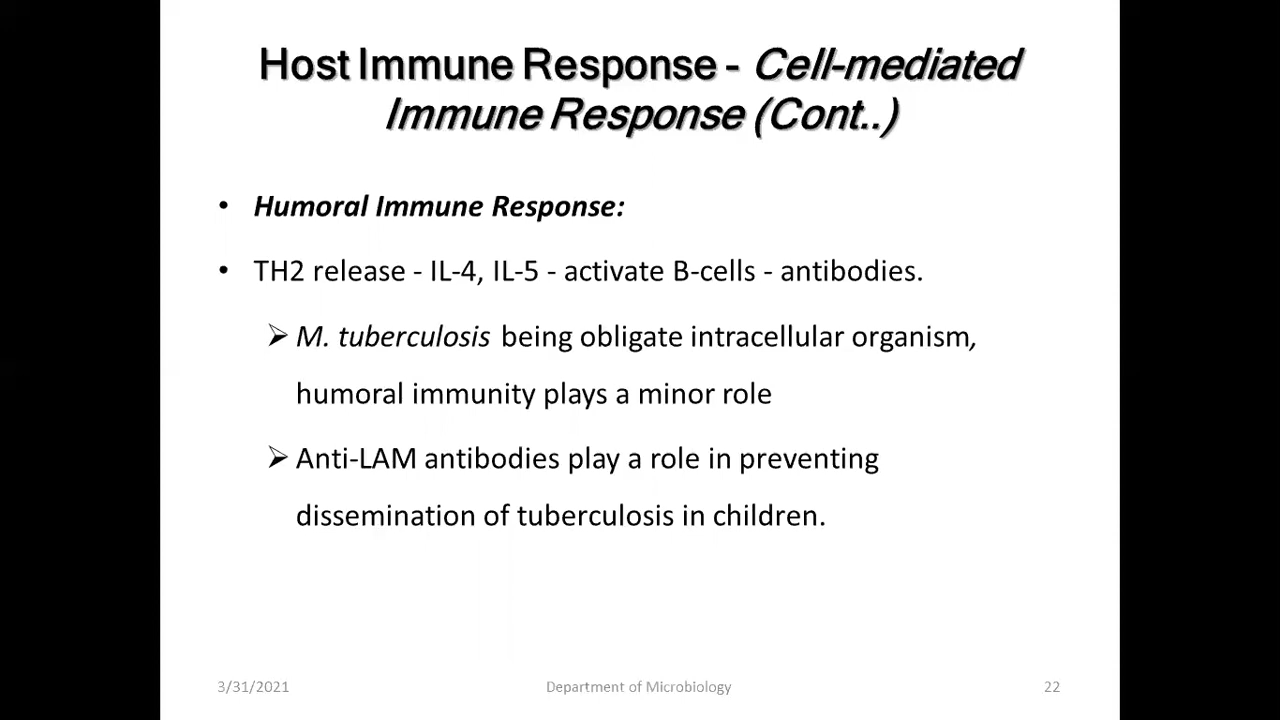 Host Immune Response - Cell-mediated
Immune Response (Cont..)
• Humoral Immune Response:
• TH2 release - IL-4, IL-5 - activate B-cells - antibodies.
➢ M. tuberculosis being obligate intracellular organism,
humoral immunity plays a minor role
➢ Anti-LAM antibodies play a role in preventing
dissemination of tuberculosis in children.
3/31/2021 Department of Microbiology 22